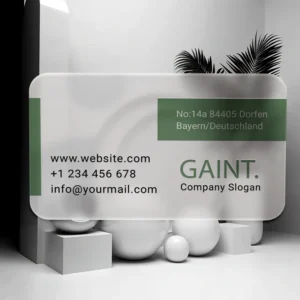 No:14a 84405 Dorfen
Bayern/Deutschland
www.website.com
+1 234 456 678
info@yourmail.com
GAINT.
Company Slogan